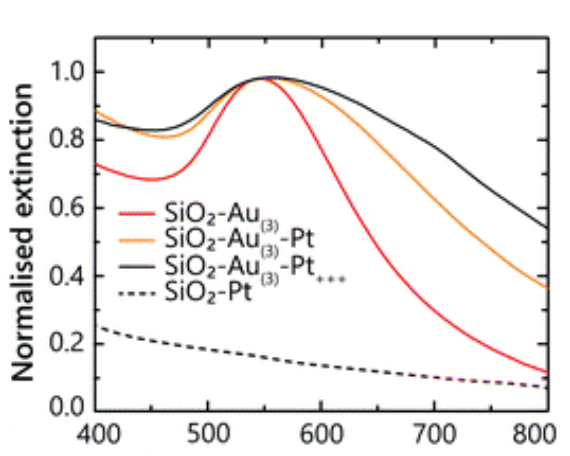 Normalised extinction
1.0
0.8
0.6
0.4
0.2
0.0
SiO₂-Au(3)
SiO₂-Au(3)-Pt
SiO₂-Au(3)-Pt+++
SiO₂-Pt
400 500 600 700 800